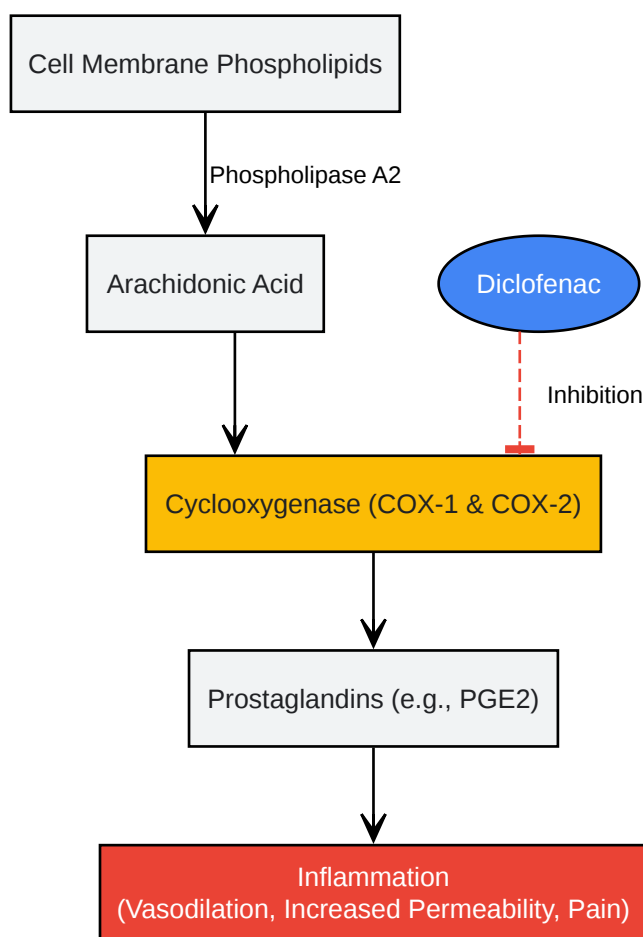 Cell Membrane Phospholipids
Phospholipase A2
Arachidonic Acid
Diclofenac
Inhibition
Cyclooxygenase (COX-1 & COX-2)
Prostaglandins (e.g., PGE2)
Inflammation
(Vasodilation, Increased Permeability, Pain)